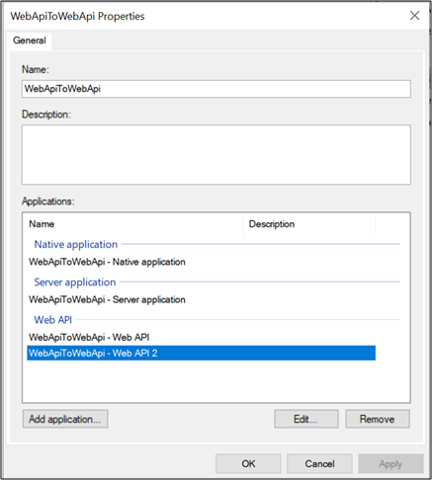 WebApiToWebApi Properties
General
Name:
WebApiToWebApi
Description:
Applications:
Name Description
Native application
WebApiToWebApi - Native application
Server application
WebApiToWebApi - Server application
Web API
WebApiToWebApi - Web API
WebApiToWebApi - Web API 2
Add application... Edit... Remove
OK Cancel Apply